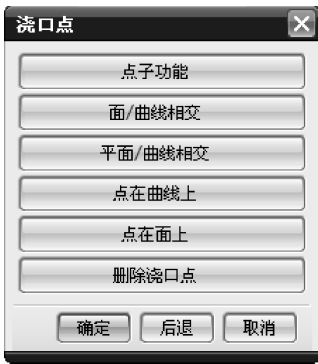 浇口点
点子功能
面/曲线相交
平面/曲线相交
点在曲线上
点在面上
删除浇口点
确定 后退 取消